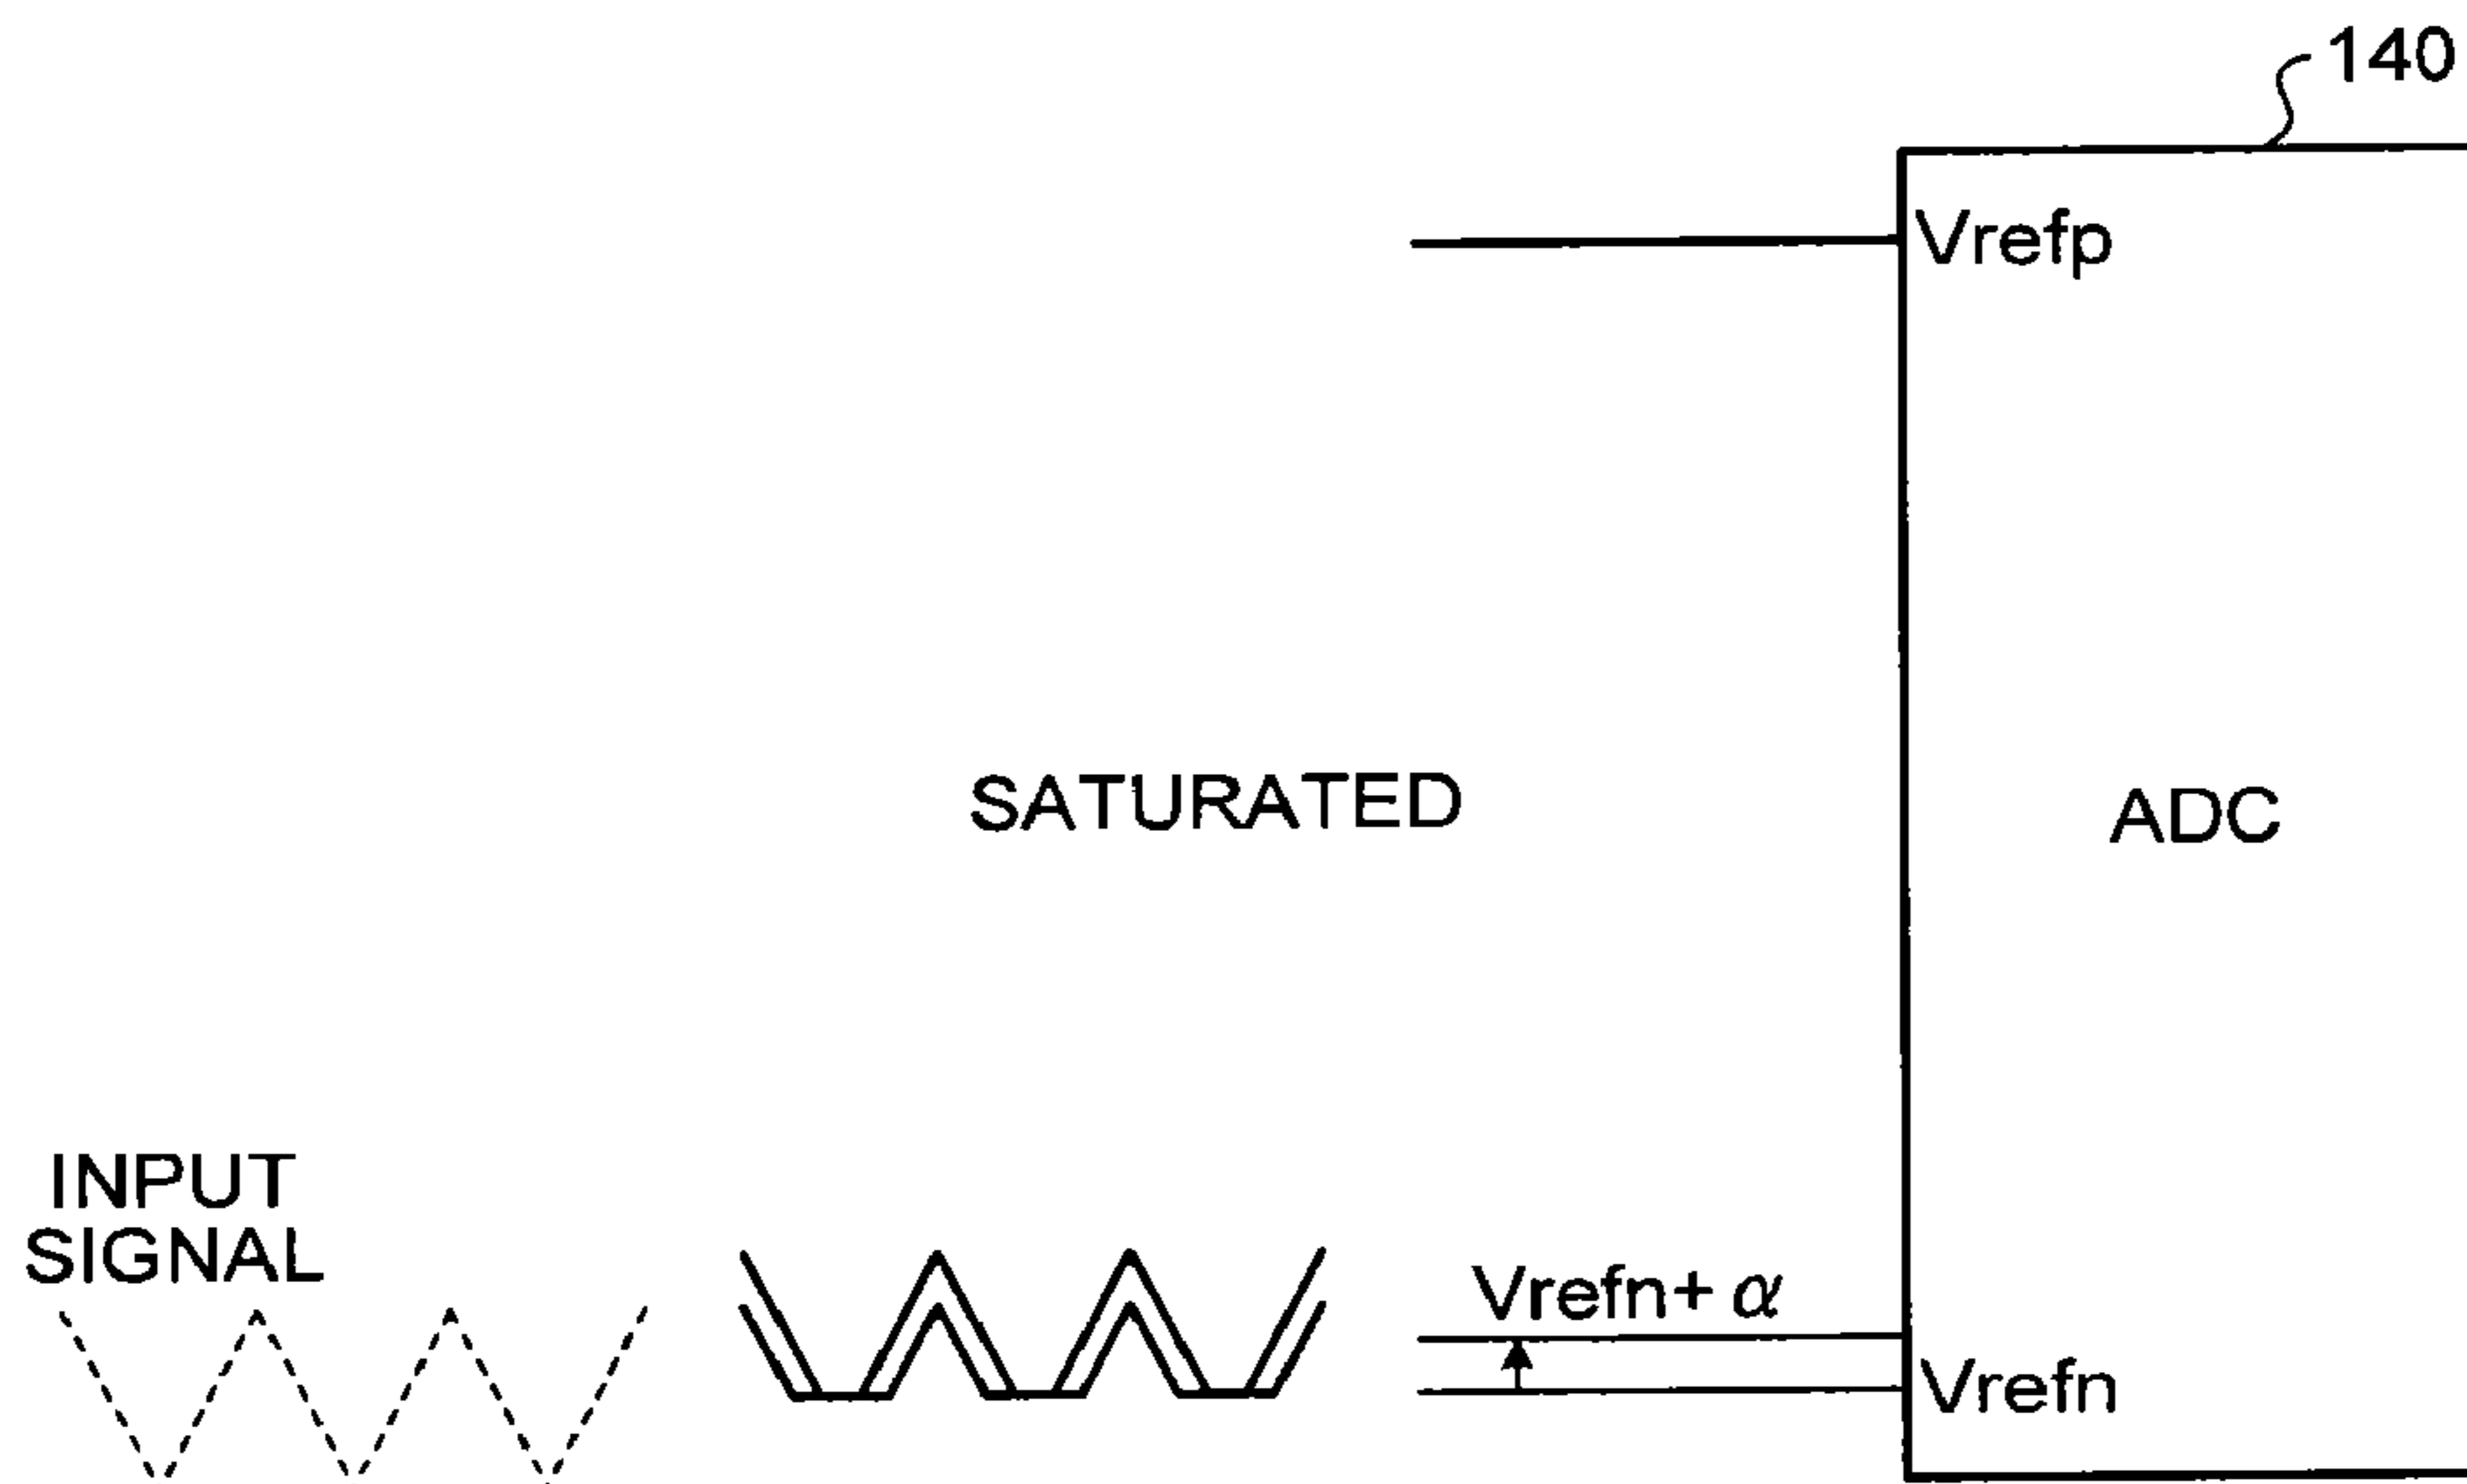 140
Vrefp
SATURATED
ADC
INPUT
SIGNAL
Vrefn+ α
Vrefn